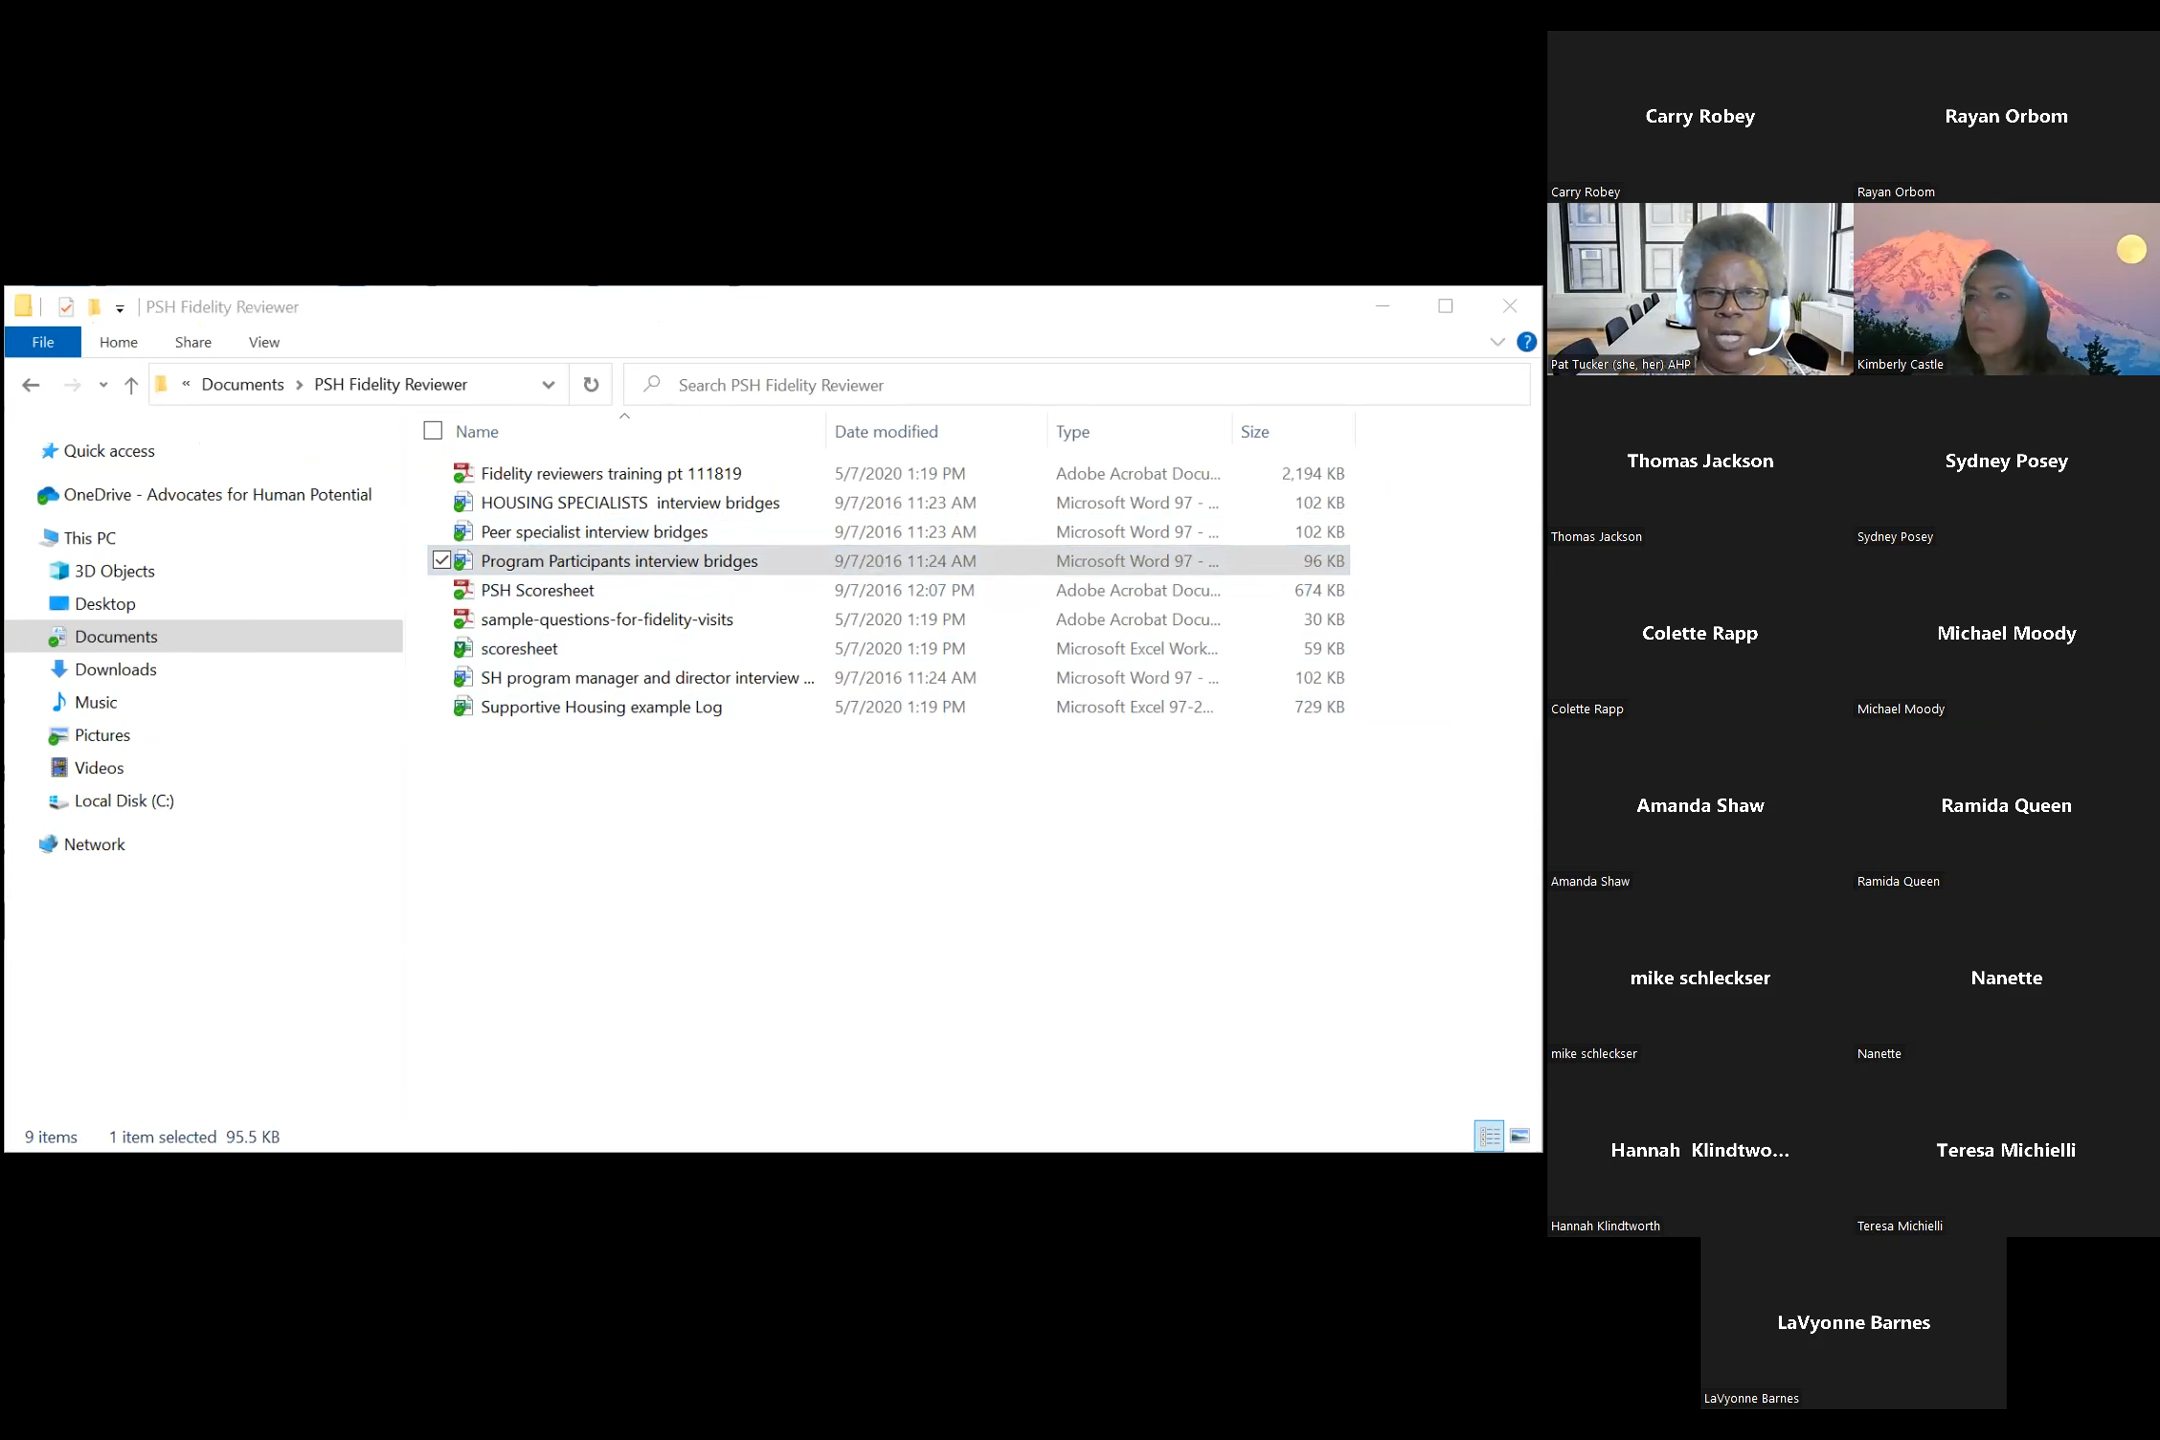 PSH Fidelity Reviewer
File Home Share View
« Documents > PSH Fidelity Reviewer
Search PSH Fidelity Reviewer
Name Date modified Type Size
Quick access
OneDrive - Advocates for Human Potential
This PC
3D Objects
Desktop
Documents
Downloads
Music
Pictures
Videos
Local Disk (C:)
Network
Fidelity reviewers training pt 111819 5/7/2020 1:19 PM Adobe Acrobat Docu... 2,194 KB
HOUSING SPECIALISTS  interview bridges 9/7/2016 11:23 AM Microsoft Word 97 - ... 102 KB
Peer specialist interview bridges 9/7/2016 11:23 AM Microsoft Word 97 - ... 102 KB
Program Participants interview bridges 9/7/2016 11:24 AM Microsoft Word 97 - ... 96 KB
PSH Scoresheet 9/7/2016 12:07 PM Adobe Acrobat Docu... 674 KB
sample-questions-for-fidelity-visits 5/7/2020 1:19 PM Adobe Acrobat Docu... 30 KB
scoresheet 5/7/2020 1:19 PM Microsoft Excel Work... 59 KB
SH program manager and director interview ... 9/7/2016 11:24 AM Microsoft Word 97 - ... 102 KB
Supportive Housing example Log 5/7/2020 1:19 PM Microsoft Excel 97-2... 729 KB
9 items 1 item selected 95.5 KB
Carry Robey
Carry Robey
Rayan Orbom
Rayan Orbom
Pat Tucker (she, her) AHP
Kimberly Castle
Thomas Jackson
Thomas Jackson
Sydney Posey
Sydney Posey
Colette Rapp
Colette Rapp
Michael Moody
Michael Moody
Amanda Shaw
Amanda Shaw
Ramida Queen
Ramida Queen
mike schleckser
mike schleckser
Nanette
Nanette
Hannah  Klindtwo...
Hannah Klindtworth
Teresa Michielli
Teresa Michielli
LaVyonne Barnes
LaVyonne Barnes